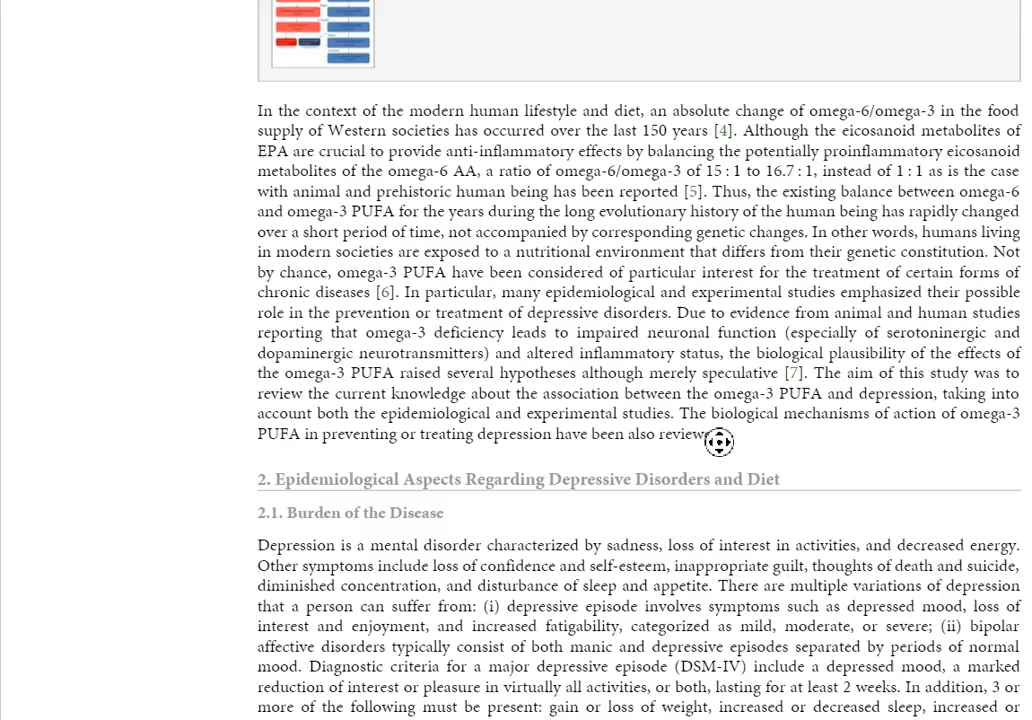 In the context of the modern human lifestyle and diet, an absolute change of omega-6/omega-3 in the food
supply of Western societies has occurred over the last 150 years [4]. Although the eicosanoid metabolites of
EPA are crucial to provide anti-inflammatory effects by balancing the potentially proinflammatory eicosanoid
metabolites of the omega-6 AA, a ratio of omega-6/omega-3 of 15 : 1 to 16.7 : 1, instead of 1 : 1 as is the case
with animal and prehistoric human being has been reported [5]. Thus, the existing balance between omega-6
and omega-3 PUFA for the years during the long evolutionary history of the human being has rapidly changed
over a short period of time, not accompanied by corresponding genetic changes. In other words, humans living
in modern societies are exposed to a nutritional environment that differs from their genetic constitution. Not
by chance, omega-3 PUFA have been considered of particular interest for the treatment of certain forms of
chronic diseases [6]. In particular, many epidemiological and experimental studies emphasized their possible
role in the prevention or treatment of depressive disorders. Due to evidence from animal and human studies
reporting that omega-3 deficiency leads to impaired neuronal function (especially of serotoninergic and
dopaminergic neurotransmitters) and altered inflammatory status, the biological plausibility of the effects of
the omega-3 PUFA raised several hypotheses although merely speculative [7]. The aim of this study was to
review the current knowledge about the association between the omega-3 PUFA and depression, taking into
account both the epidemiological and experimental studies. The biological mechanisms of action of omega-3
PUFA in preventing or treating depression have been also
2. Epidemiological Aspects Regarding Depressive Disorders and Diet
2.1. Burden of the Disease
Depression is a mental disorder characterized by sadness, loss of interest in activities, and decreased energy.
Other symptoms include loss of confidence and self-esteem, inappropriate guilt, thoughts of death and suicide,
diminished concentration, and disturbance of sleep and appetite. There are multiple variations of depression
that a person can suffer from: (i) depressive episode involves symptoms such as depressed mood, loss of
interest and enjoyment, and increased fatigability, categorized as mild, moderate, or severe; (ii) bipolar
affective disorders typically consist of both manic and depressive episodes separated by periods of normal
mood. Diagnostic criteria for a major depressive episode (DSM-IV) include a depressed mood, a marked
reduction of interest or pleasure in virtually all activities, or both, lasting for at least 2 weeks. In addition, 3 or
more of the following must be present: gain or loss of weight, increased or decreased sleep, increased or